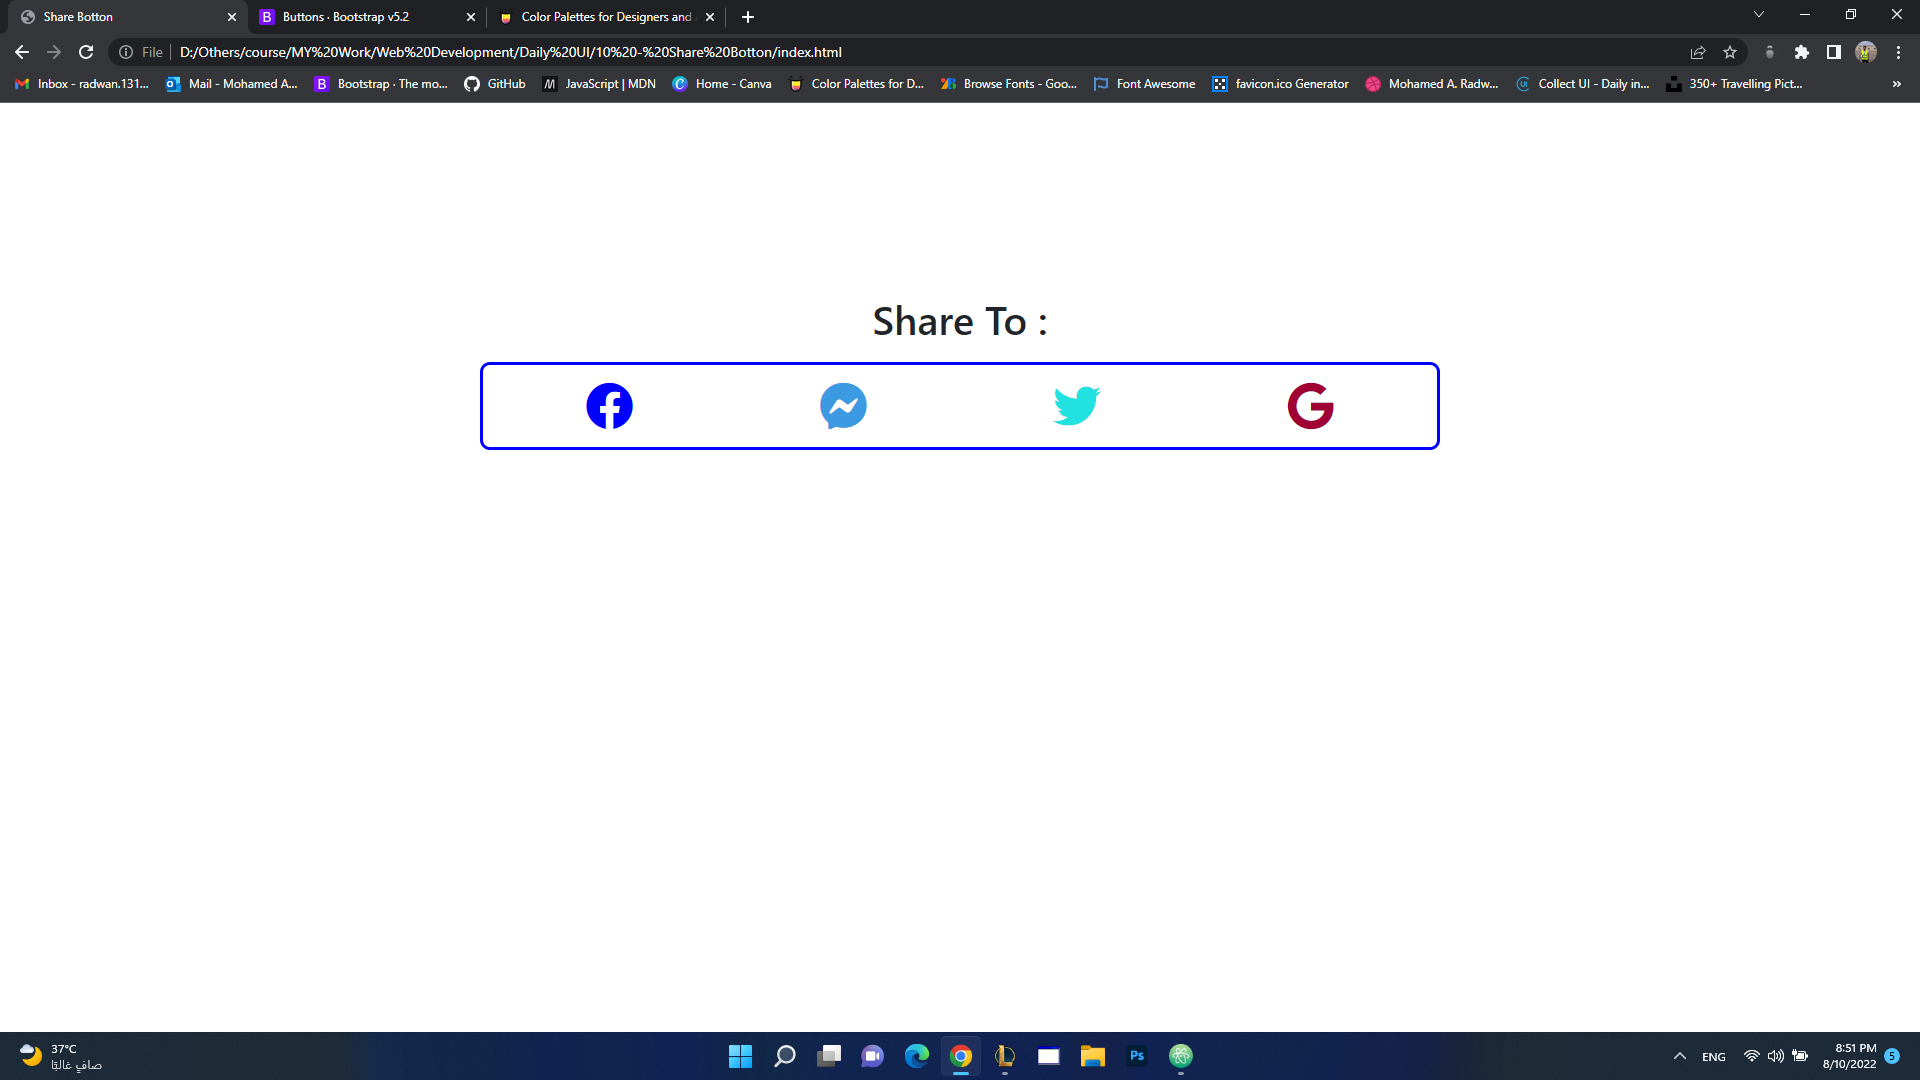 Share Botton
Buttons · Bootstrap v5.2
Color Palettes for Designers and
File
D:/Others/course/MY%20Work/Web%20Development/Daily%20UI/10%20-%20Share%20Botton/index.html
Inbox - radwan.131...
Mail - Mohamed A...
Bootstrap · The mo...
GitHub
JavaScript | MDN
Home - Canva
Color Palettes for D...
Browse Fonts - Goo...
Font Awesome
favicon.ico Generator
Mohamed A. Radw...
Collect UI - Daily in...
350+ Travelling Pict...
Share To :
37°C
صافٍ غالبًا
Ps
ENG
8:51 PM
8/10/2022
5